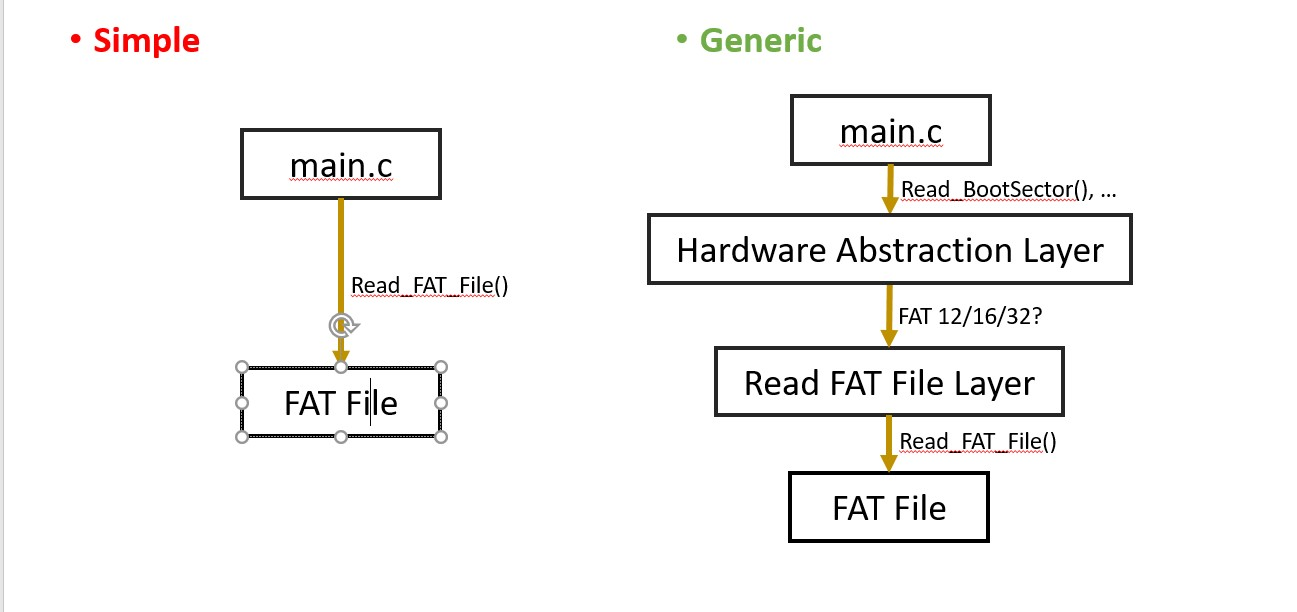 • Simple
main.c
Read_FAT_File()
FAT File
• Generic
main.c
Read_BootSector(), ...
Hardware Abstraction Layer
FAT 12/16/32?
Read FAT File Layer
Read_FAT_File()
FAT File